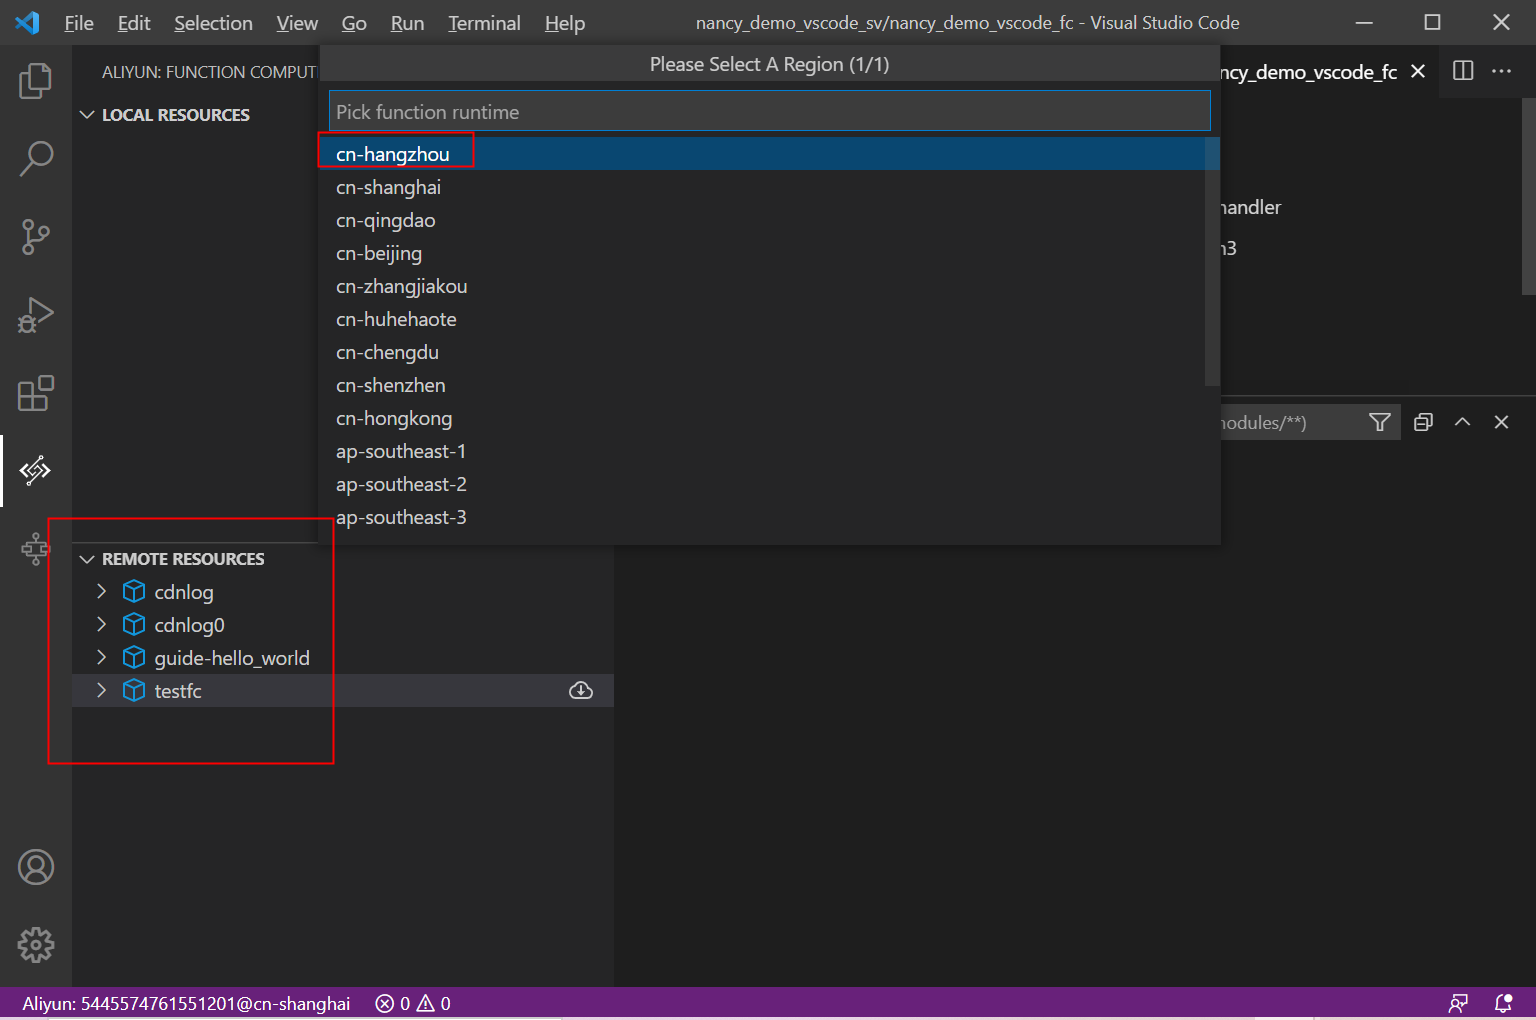 File Edit Selection View Go Run Terminal Help nancy_demo_vscode_sv/nancy_demo_vscode_fc - Visual Studio Code
ALIYUN: FUNCTION COMPUT
Please Select A Region (1/1)
ncy_demo_vscode_fc
LOCAL RESOURCES
Pick function runtime
cn-hangzhou
cn-shanghai
cn-qingdao
cn-beijing
cn-zhangjiakou
cn-huhehaote
cn-chengdu
cn-shenzhen
cn-hongkong
ap-southeast-1
ap-southeast-2
ap-southeast-3
handler
n3
nodules/**)
REMOTE RESOURCES
cdnlog
cdnlog0
guide-hello_world
testfc
Aliyun: 5445574761551201@cn-shanghai 0 0